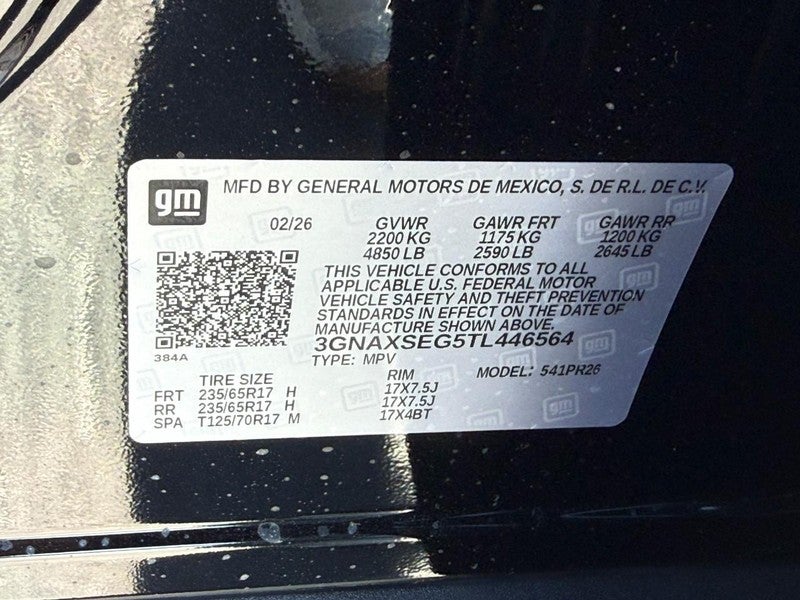 gm MFD BY GENERAL MOTORS DE MEXICO, S. DE R.L. DE C.V.
02/26 GVWR GAWR FRT GAWR RR
2200 KG 1175 KG 1200 KG
4850 LB 2590 LB 2645 LB
THIS VEHICLE CONFORMS TO ALL
APPLICABLE U.S. FEDERAL MOTOR
VEHICLE SAFETY AND THEFT PREVENTION
STANDARDS IN EFFECT ON THE DATE OF
MANUFACTURE SHOWN ABOVE.
3GNAXSEG5TL446564
384A TYPE: MPV MODEL: 541PR26
TIRE SIZE RIM
FRT 235/65R17 H 17X7.5J
RR 235/65R17 H 17X7.5J
SPA T125/70R17 M 17X4BT